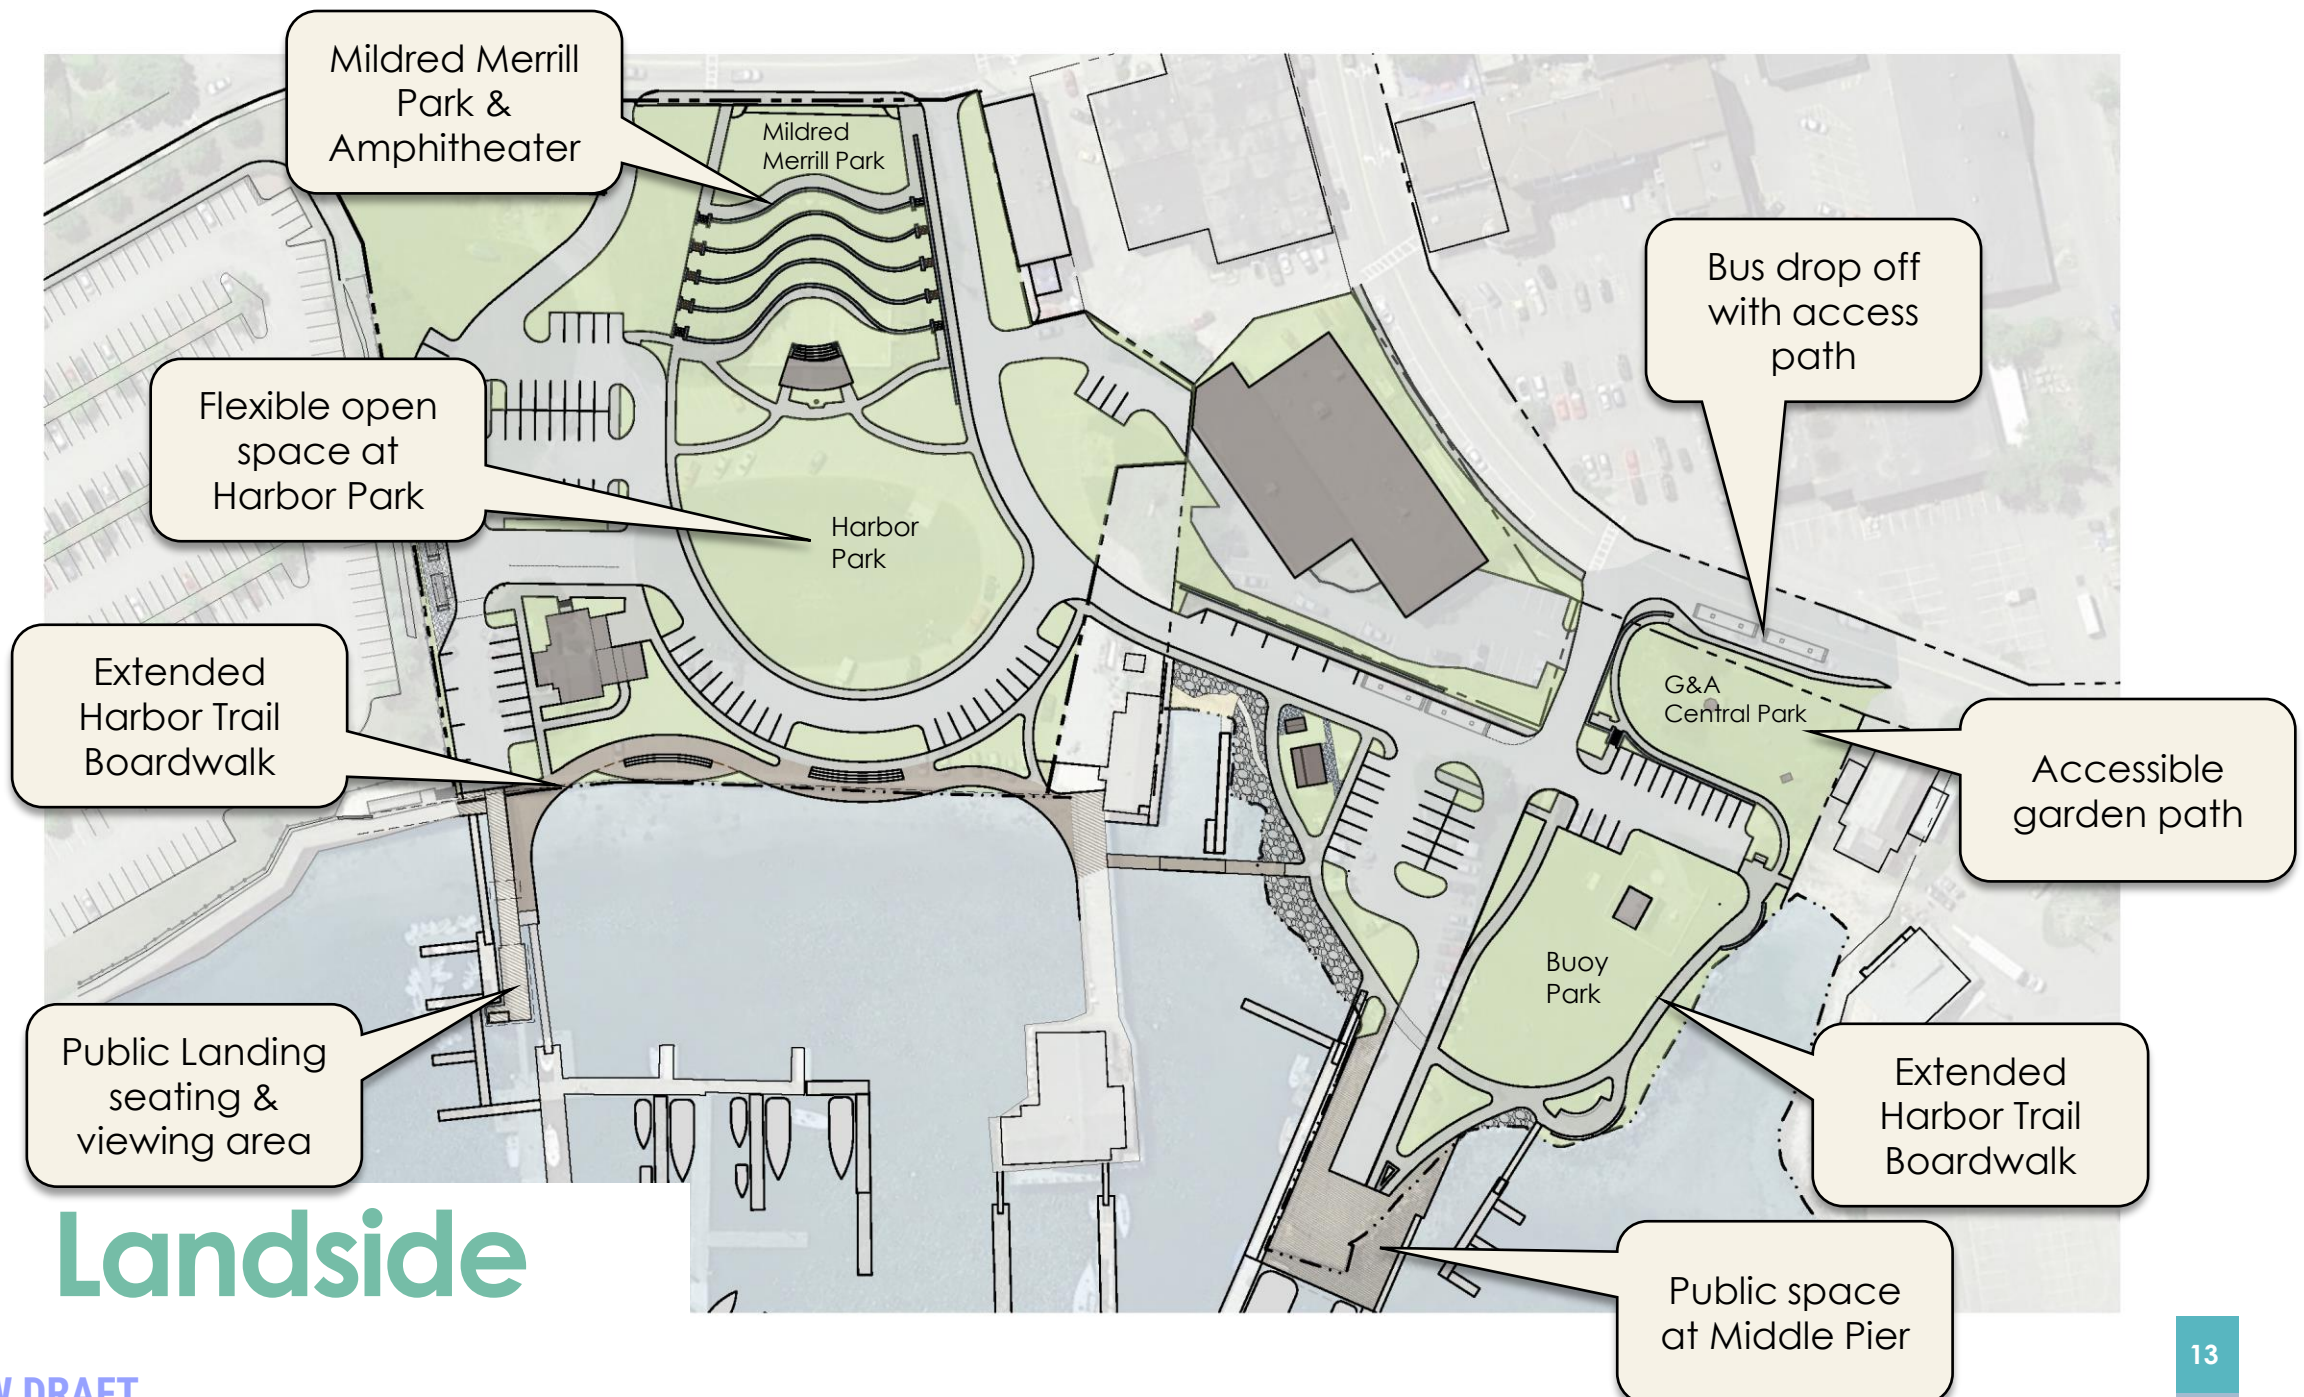 Mildred Merrill
Park &
Amphitheater
Mildred
Merrill Park
Bus drop off
with access
path
Flexible open
space at
Harbor Park
Harbor
Park
Extended
Harbor Trail
Boardwalk
G&A
Central Park
Accessible
garden path
Buoy
Park
Public Landing
seating &
viewing area
Extended
Harbor Trail
Boardwalk
Landside
Public space
at Middle Pier
13
W DRAFT